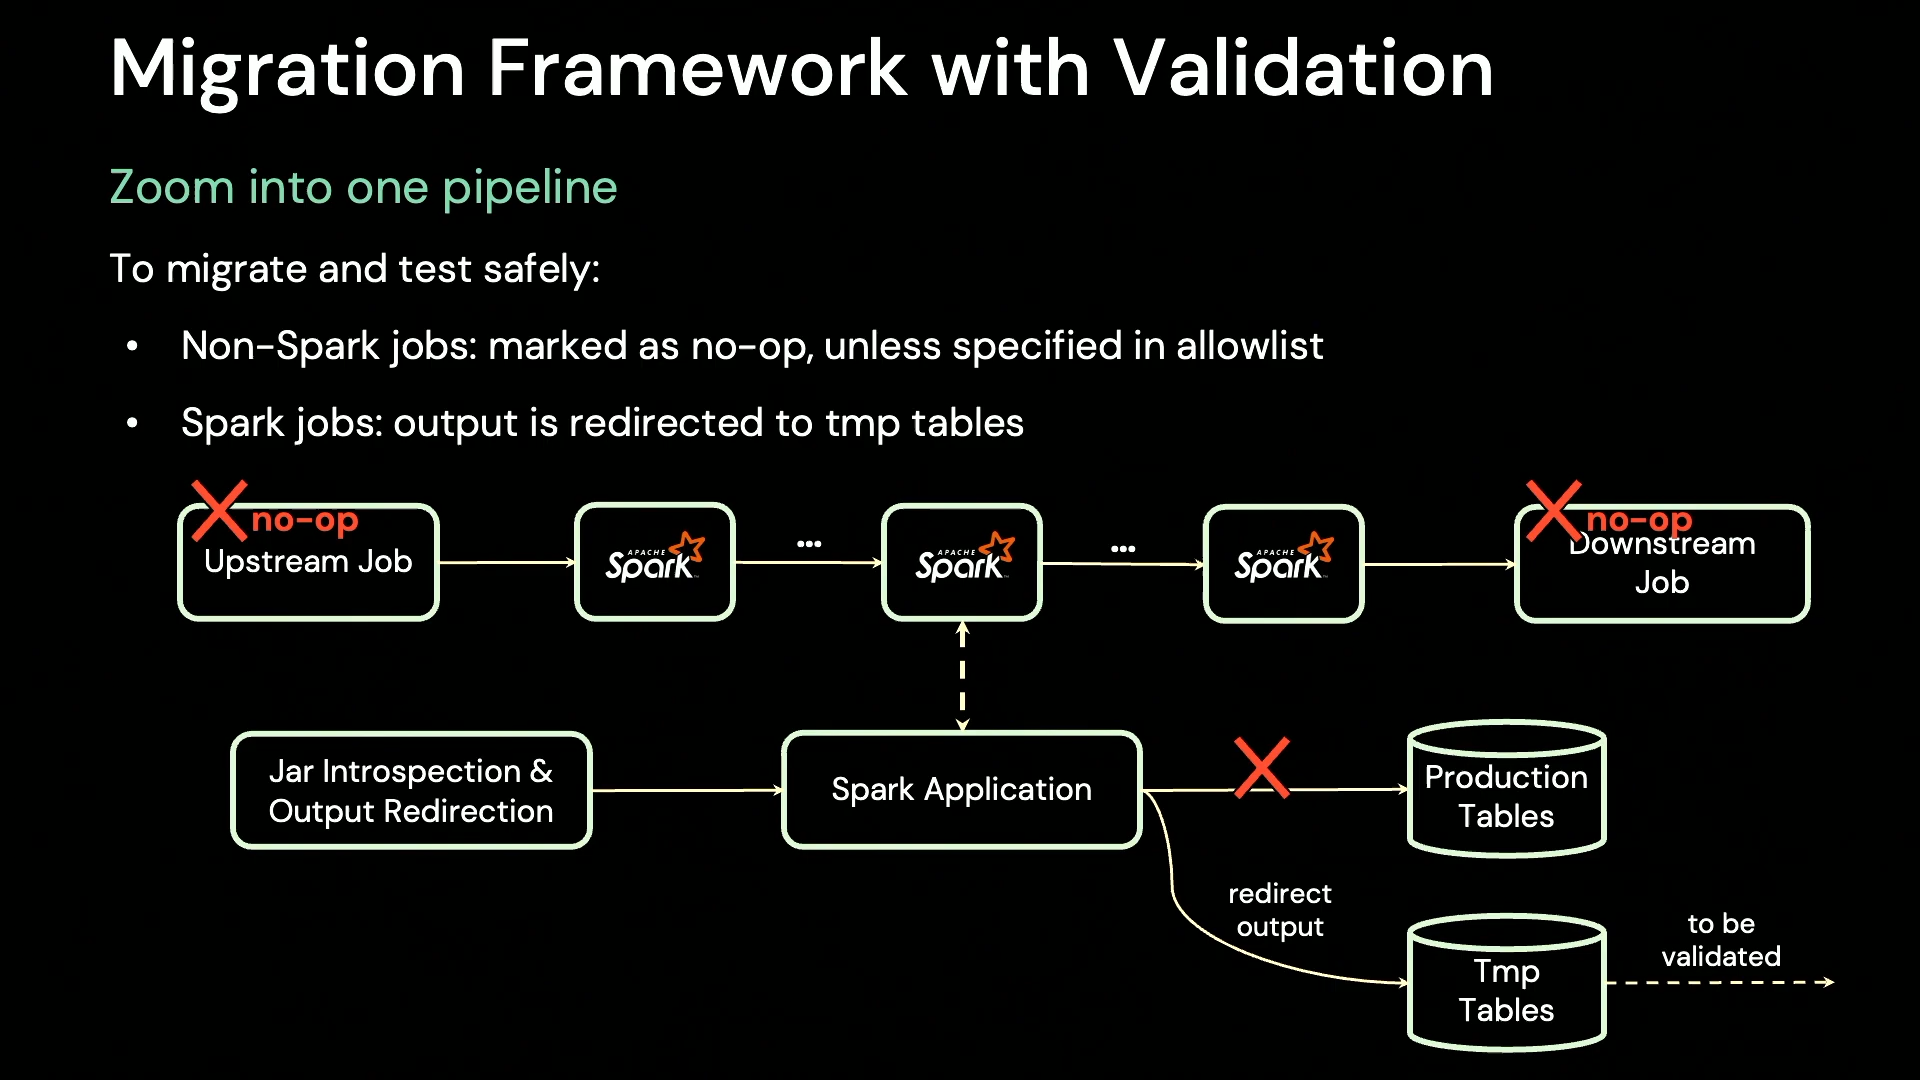 Migration Framework with Validation
Zoom into one pipeline
To migrate and test safely:
• Non-Spark jobs: marked as no-op, unless specified in allowlist
• Spark jobs: output is redirected to tmp tables
no-op
Upstream Job
APACHE
Spark
...
APACHE
Spark
...
APACHE
Spark
no-op
Downstream
Job
Jar Introspection &
Output Redirection
Spark Application
Production
Tables
redirect
output
Tmp
Tables
to be
validated